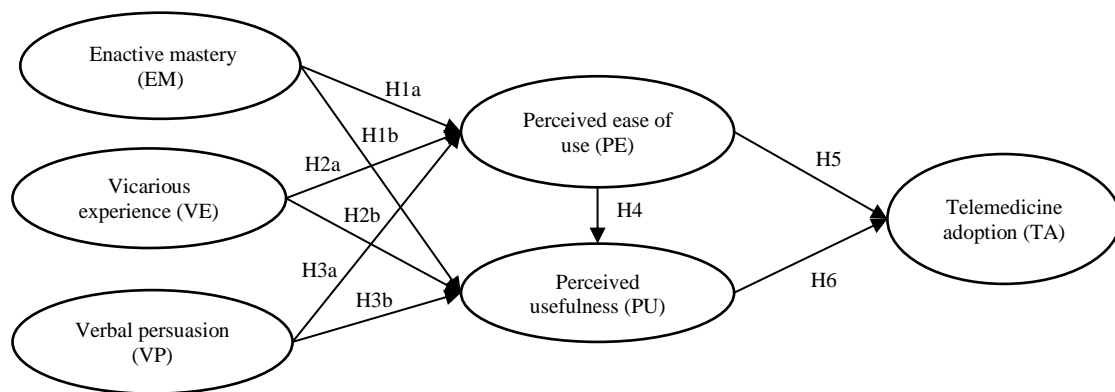 Enactive mastery
(EM)
H1a
Perceived ease of
use (PE)
H1b
H2a
H5
Vicarious
experience (VE)
H2b
H4
Telemedicine
adoption (TA)
H3a
H6
Perceived
usefulness (PU)
H3b
Verbal persuasion
(VP)